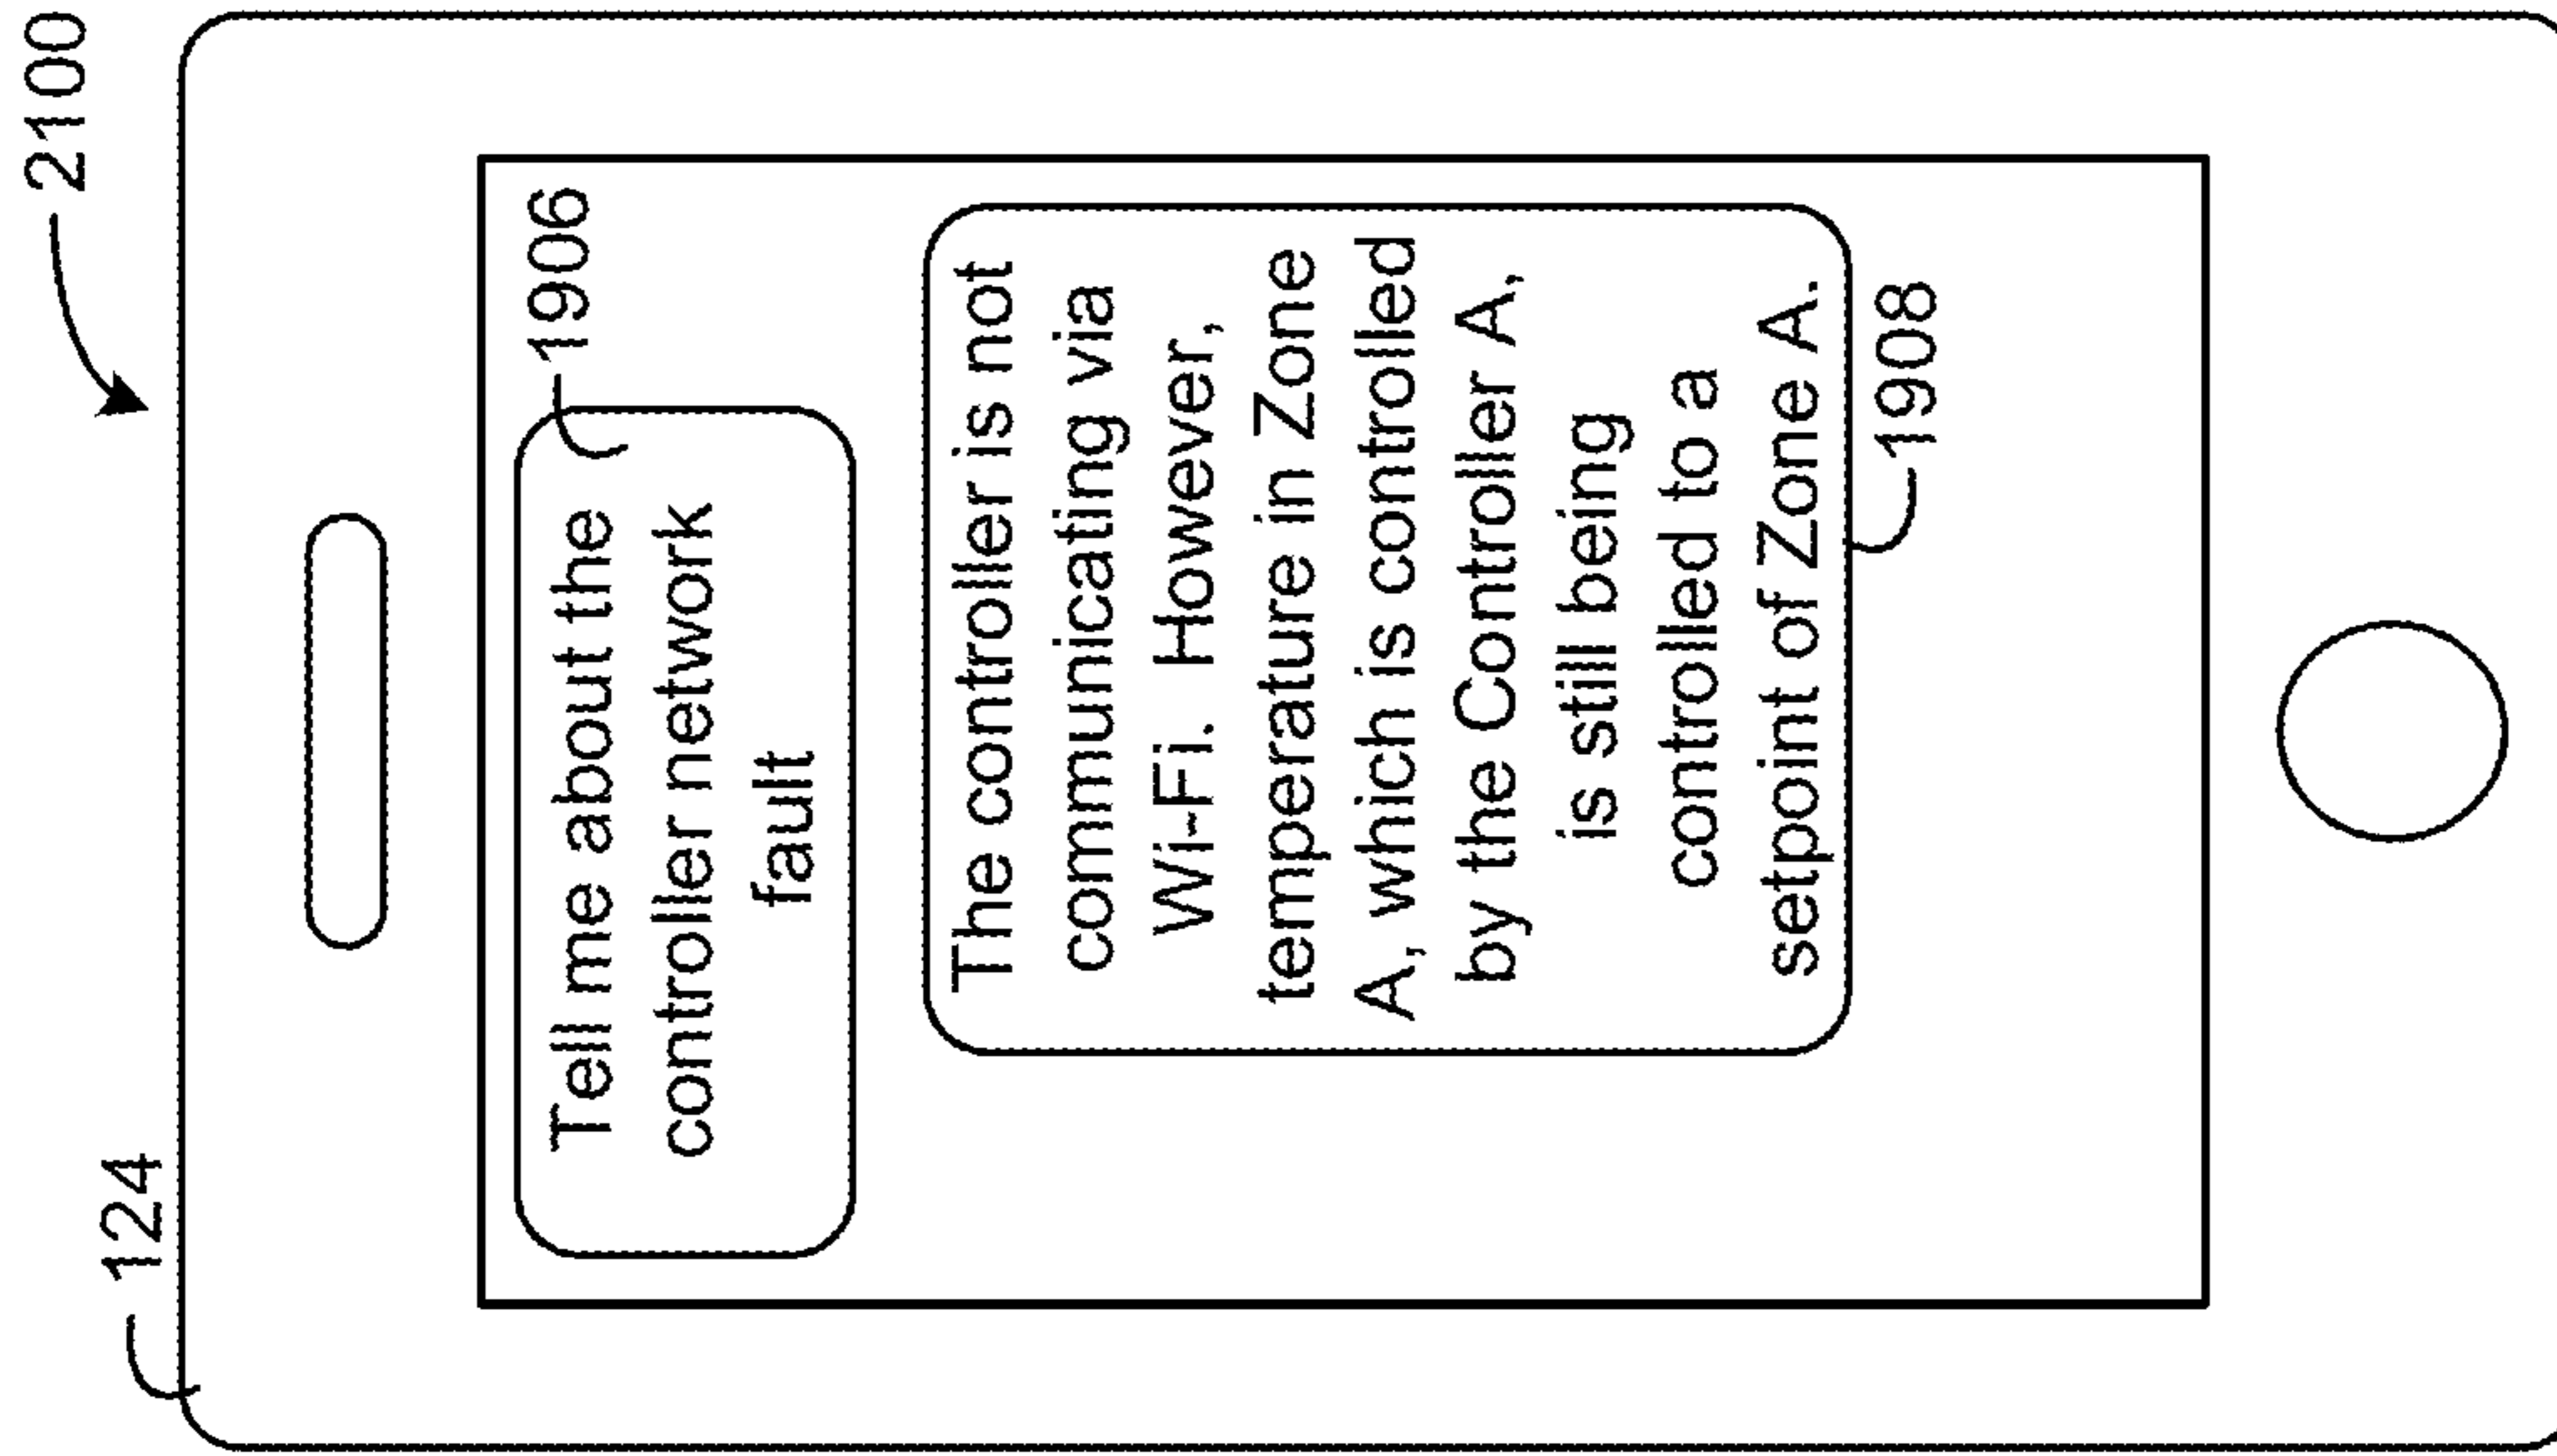 2100
124
1906
Tell me about the
controller network
fault
The controller is not
communicating via
Wi-Fi.  However,
temperature in Zone
A, which is controlled
by the Controller A,
is still being
controlled to a
setpoint of Zone A.
1908